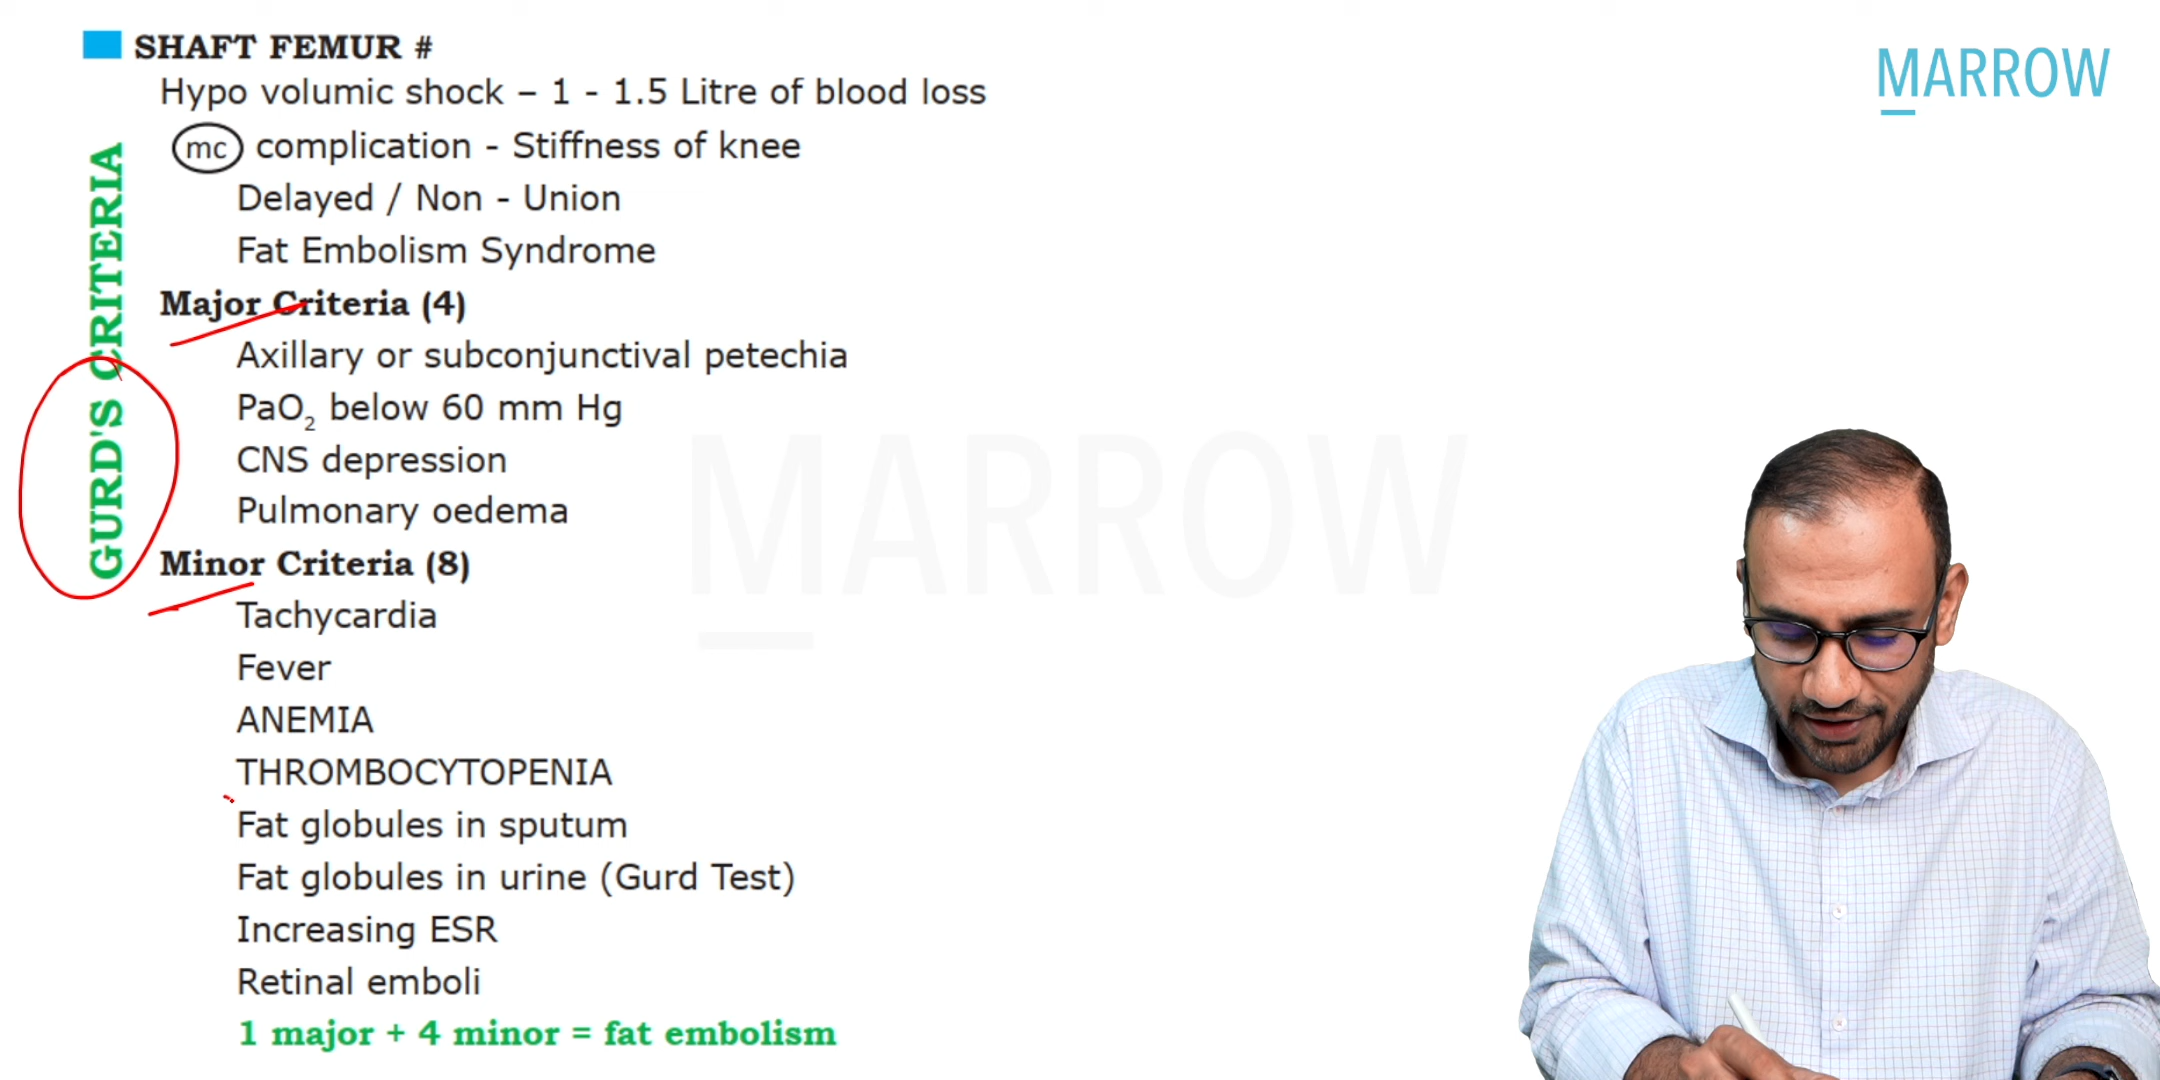 SHAFT FEMUR #
MARROW
Hypo volumic shock – 1 - 1.5 Litre of blood loss
mc complication - Stiffness of knee
Delayed / Non - Union
Fat Embolism Syndrome
GURD'S CRITERIA
Major Criteria (4)
Axillary or subconjunctival petechia
PaO₂ below 60 mm Hg
CNS depression
Pulmonary oedema
MARROW
Minor Criteria (8)
Tachycardia
Fever
ANEMIA
THROMBOCYTOPENIA
Fat globules in sputum
Fat globules in urine (Gurd Test)
Increasing ESR
Retinal emboli
1 major + 4 minor = fat embolism